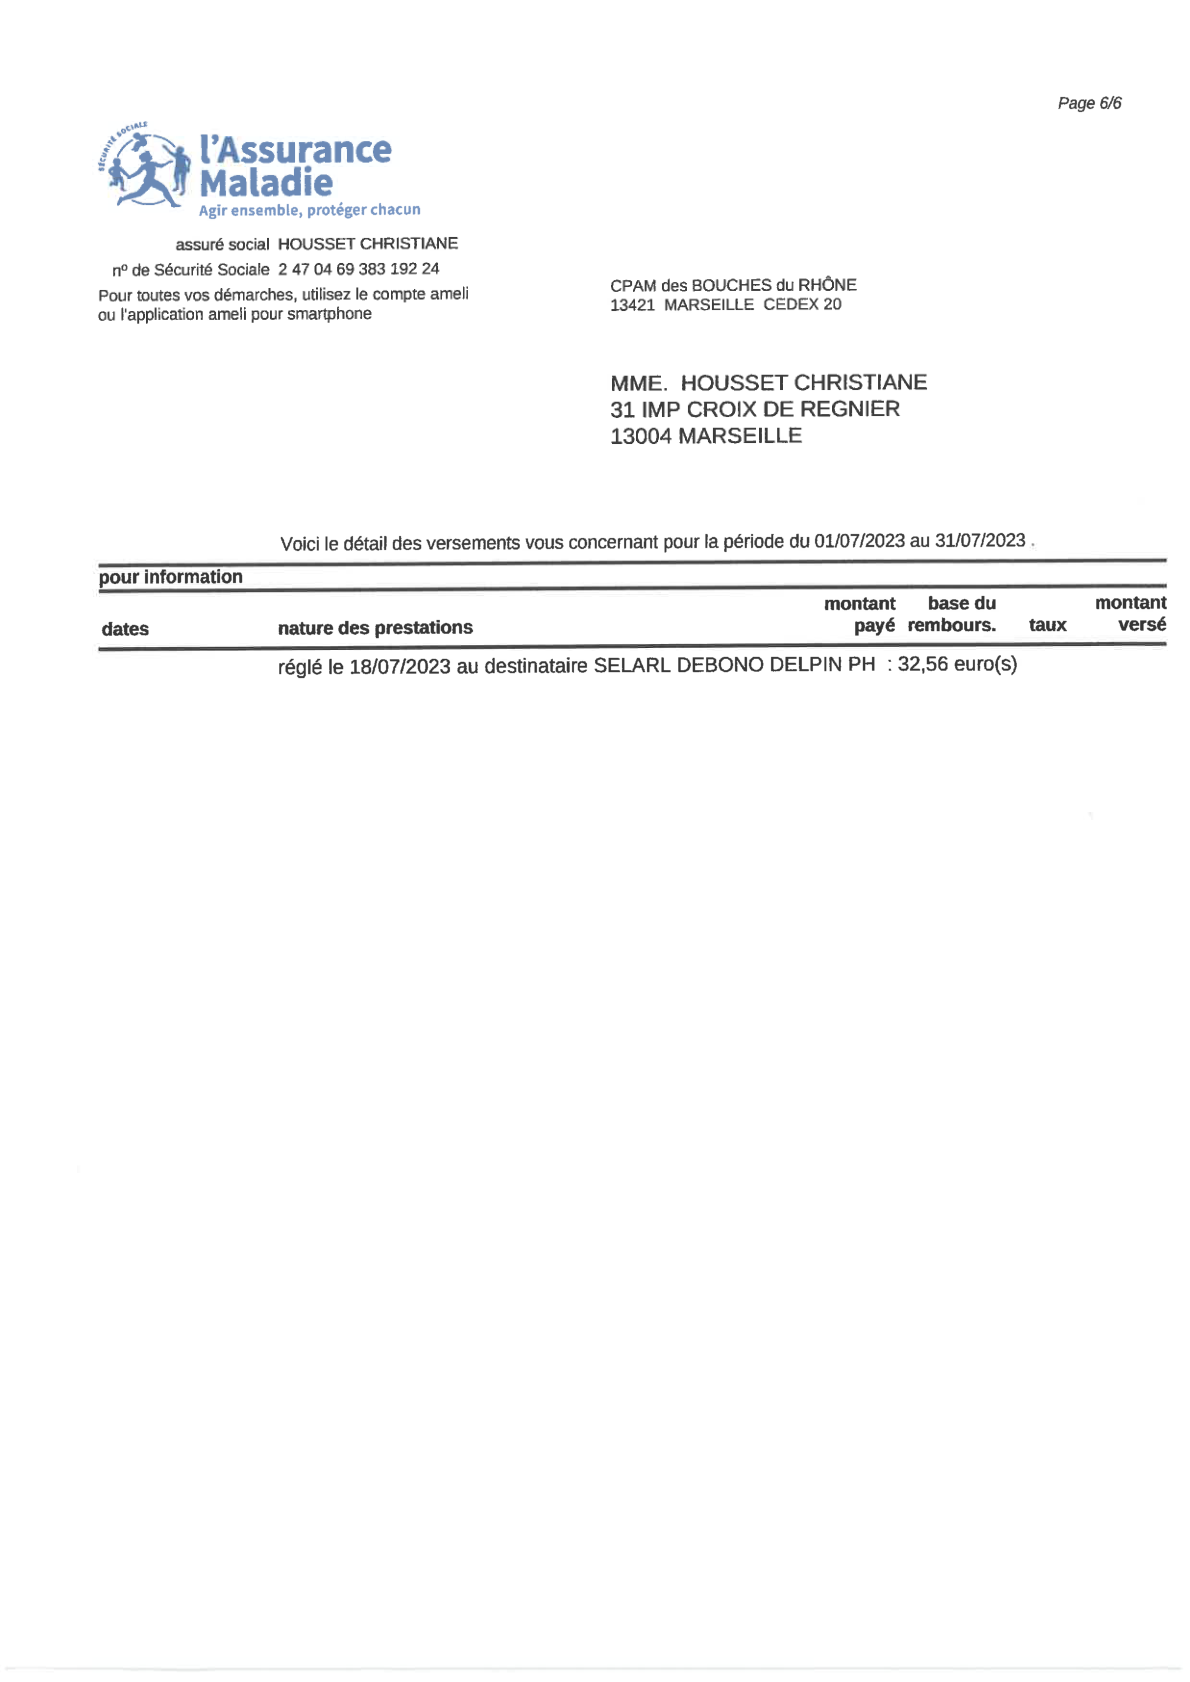 Page 6/6
SÉCURITÉ SOCIALE
l'Assurance
Maladie
Agir ensemble, protéger chacun
assuré social HOUSSET CHRISTIANE
nº de Sécurité Sociale 2 47 04 69 383 192 24
Pour toutes vos démarches, utilisez le compte ameli
ou l'application ameli pour smartphone
CPAM des BOUCHES du RHÔNE
13421 MARSEILLE CEDEX 20
MME. HOUSSET CHRISTIANE
31 IMP CROIX DE REGNIER
13004 MARSEILLE
Voici le détail des versements vous concernant pour la période du 01/07/2023 au 31/07/2023 .
pour information
montant base du montant
dates nature des prestations payé rembours. taux versé
réglé le 18/07/2023 au destinataire SELARL DEBONO DELPIN PH : 32,56 euro(s)